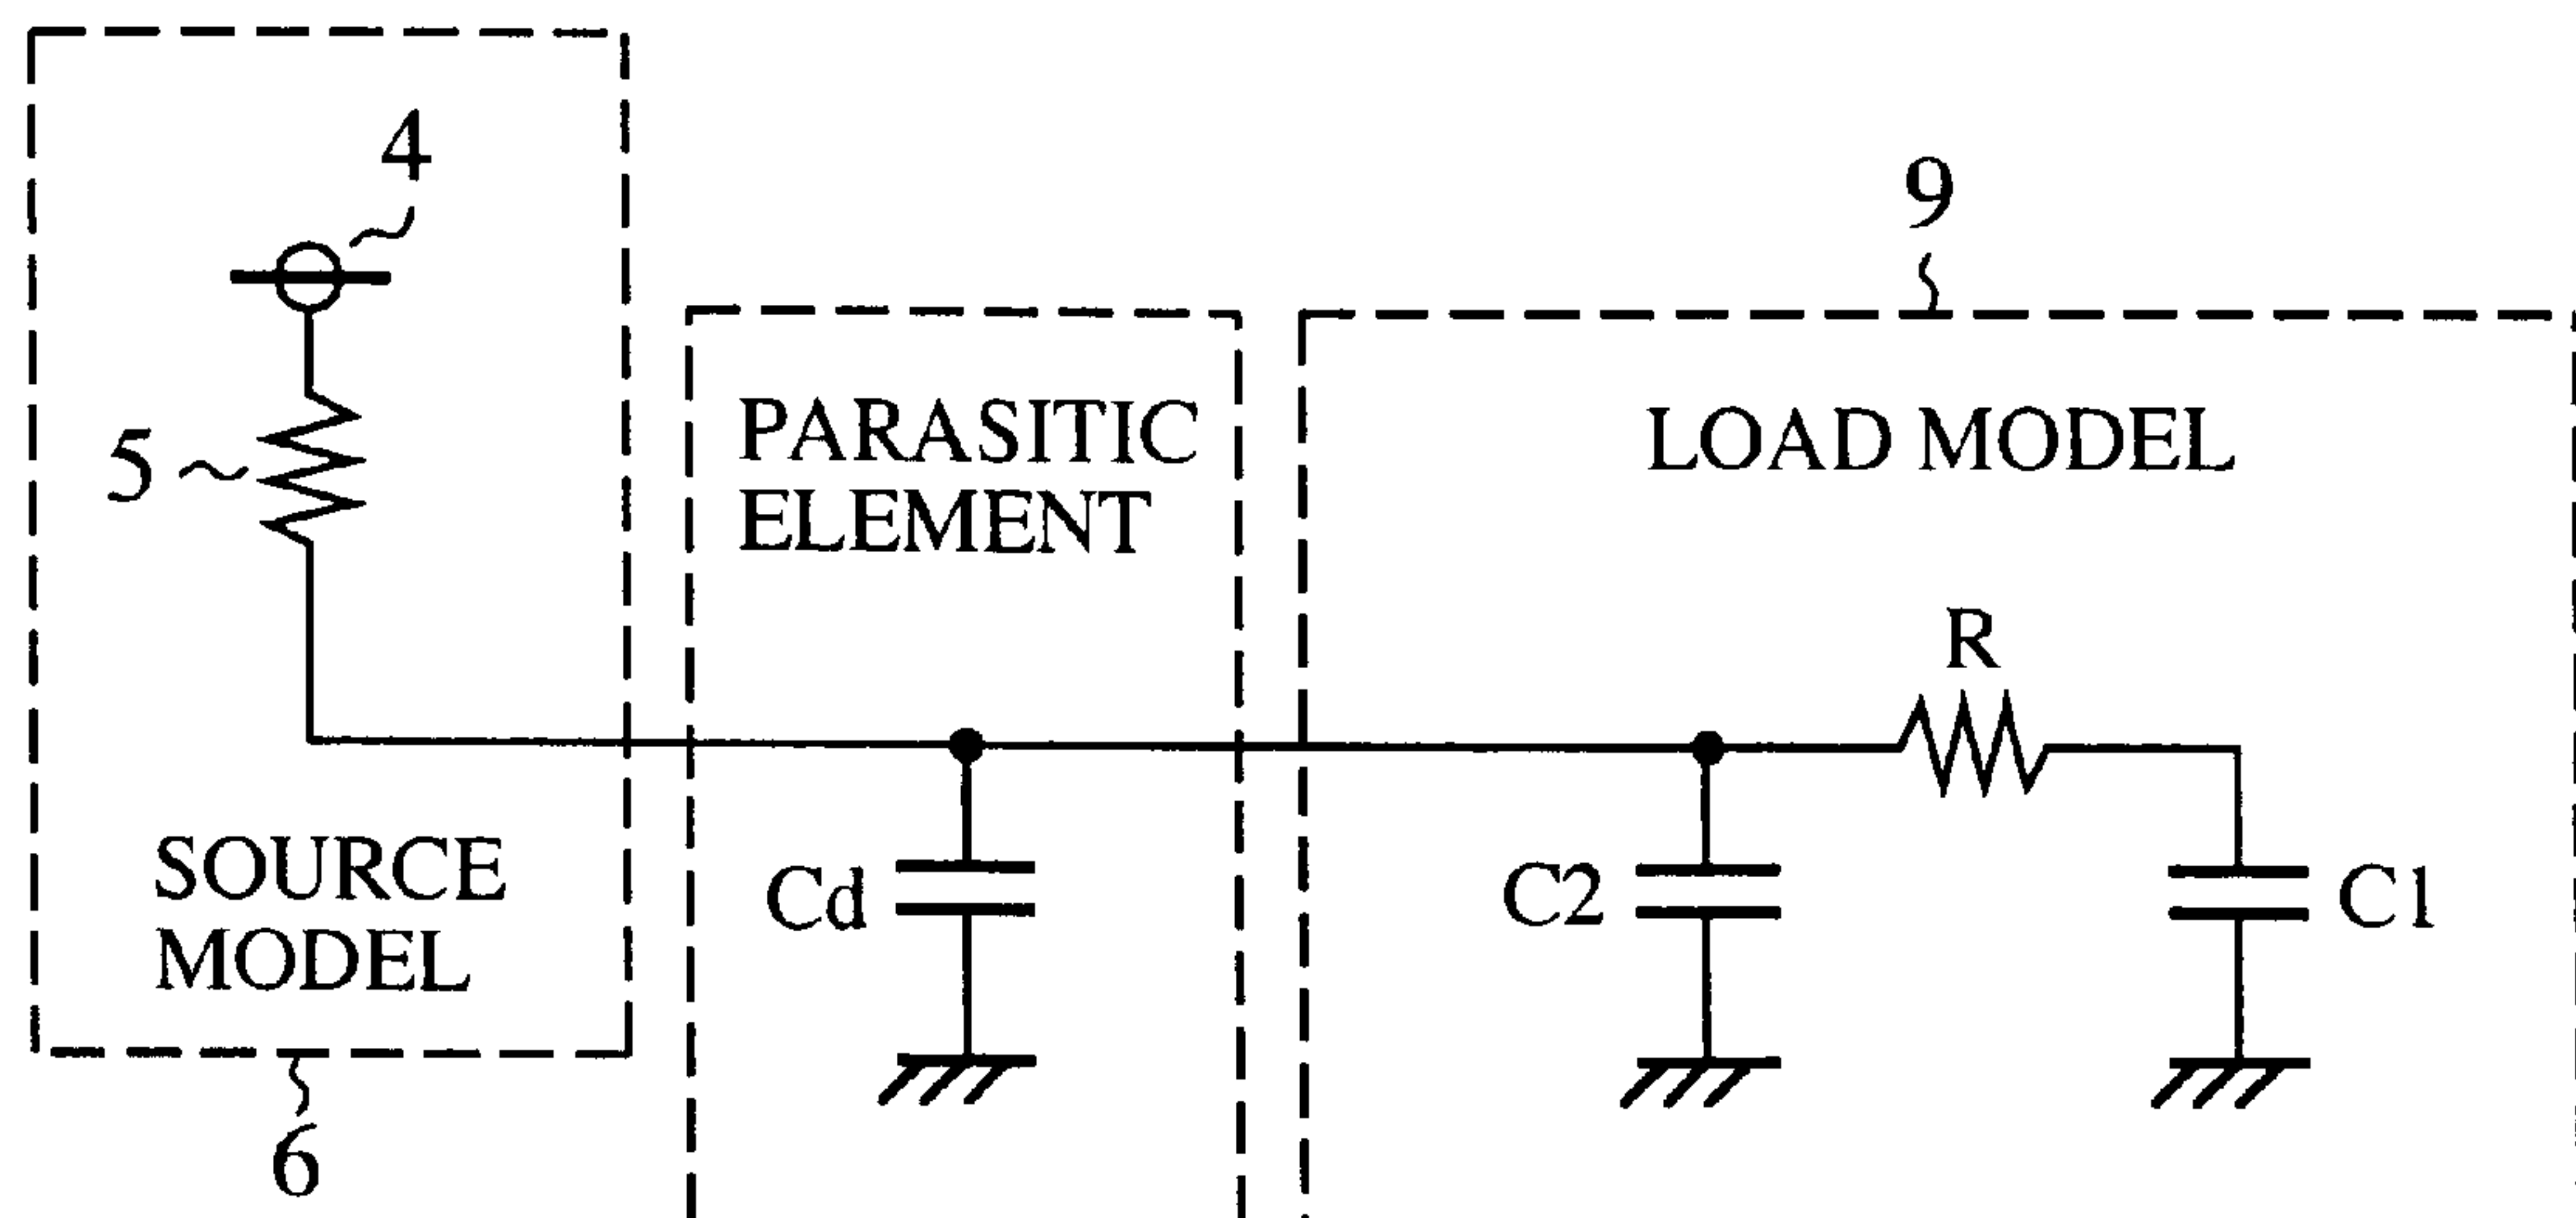 4
5
SOURCE
MODEL
6
PARASITIC
ELEMENT
Cd
9
LOAD MODEL
R
C2
C1